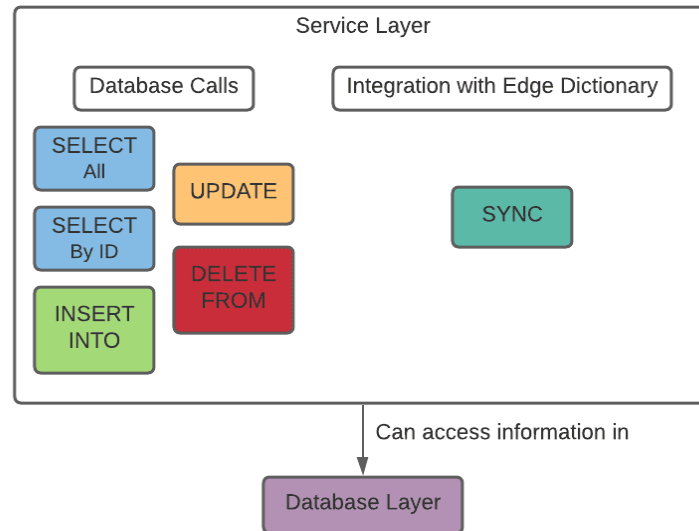 Service Layer
Database Calls
Integration with Edge Dictionary
SELECT
All
SELECT
By ID
INSERT
INTO
UPDATE
DELETE
FROM
SYNC
Can access information in
Database Layer